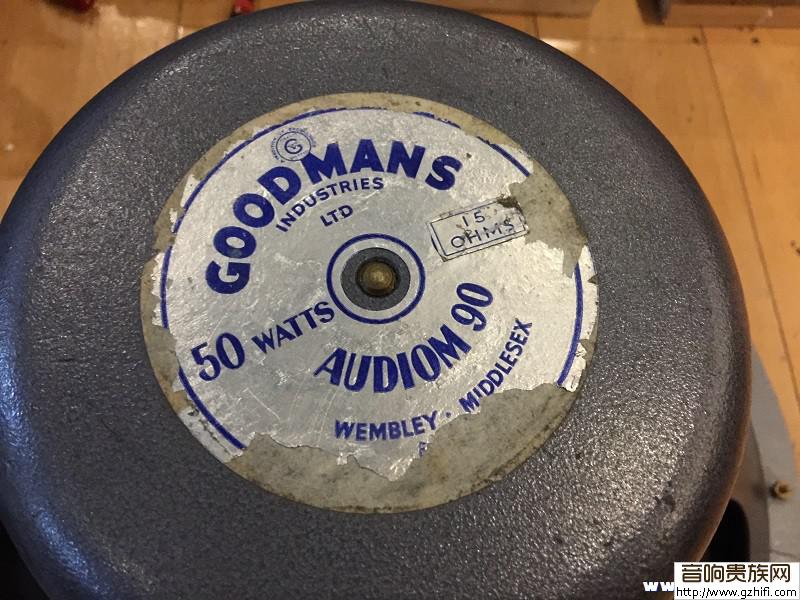 GOODMANS
INDUSTRIES
LTD
15
OHMS
50 WATTS
AUDIOM 90
WEMBLEY. MIDDLESEX
音响贵族网
http://www.gzhifi.com